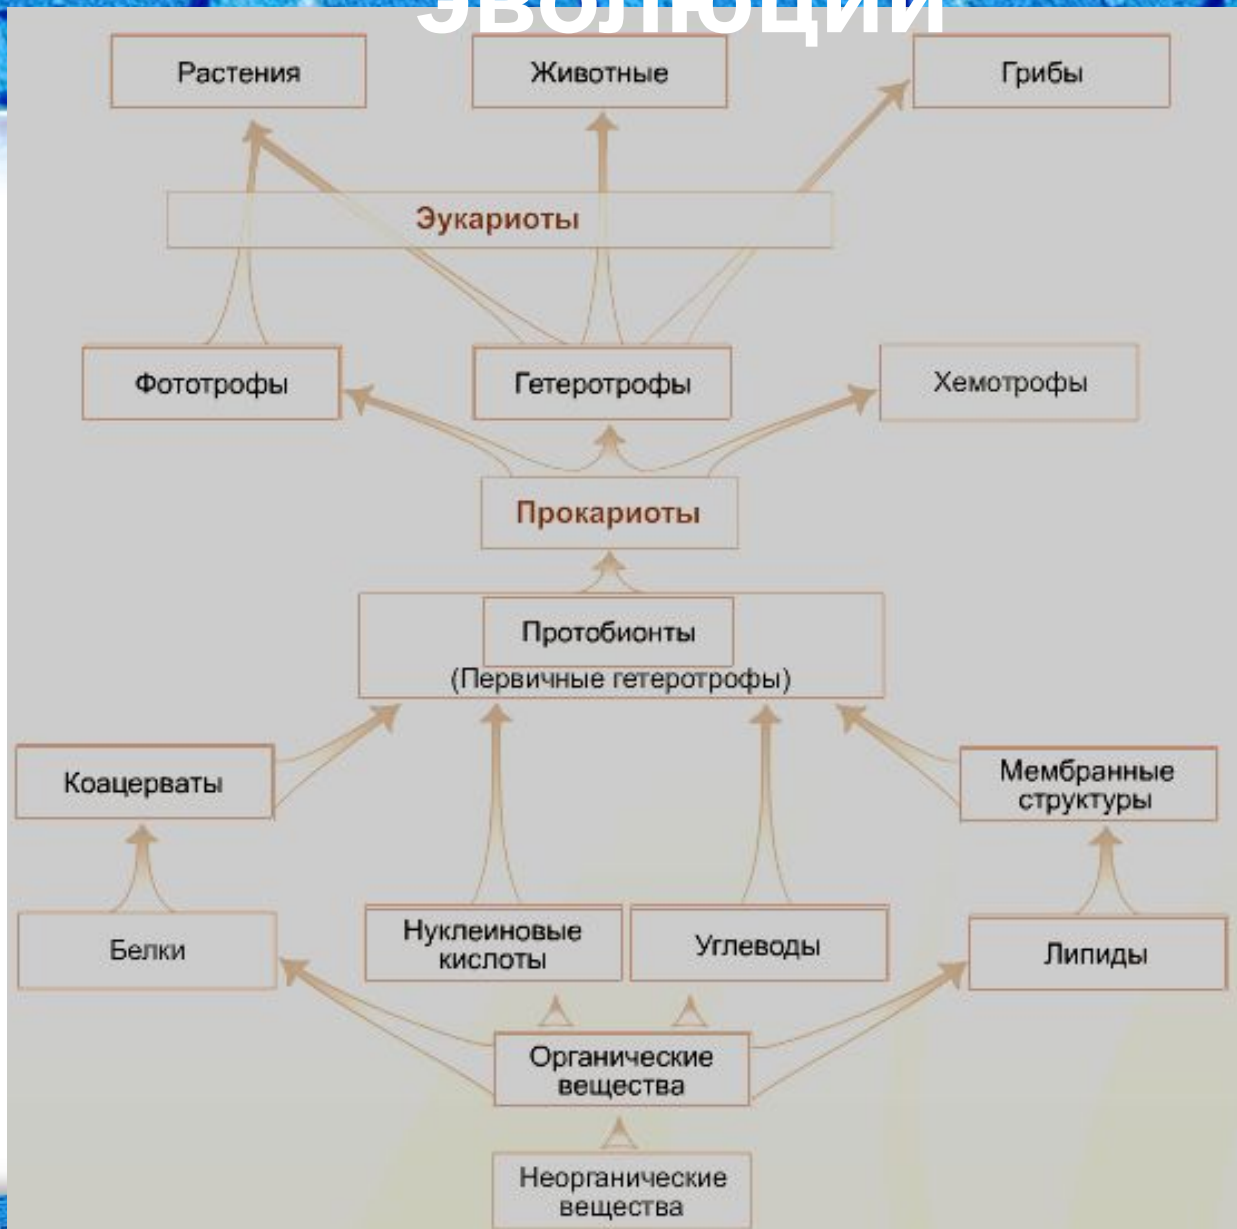 ЭВОЛЮЦИИ
Растения
Животные
Грибы
Эукариоты
Фототрофы
Гетеротрофы
Хемотрофы
Прокариоты
Протобионты
(Первичные гетеротрофы)
Коацерваты
Мембранные
структуры
Белки
Нуклеиновые
кислоты
Углеводы
Липиды
Органические
вещества
Неорганические
вещества